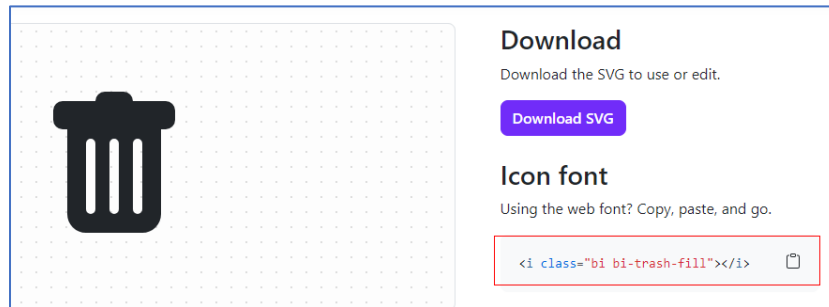 Download
Download the SVG to use or edit.
Download SVG
Icon font
Using the web font? Copy, paste, and go.
<i class="bi bi-trash-fill"></i>